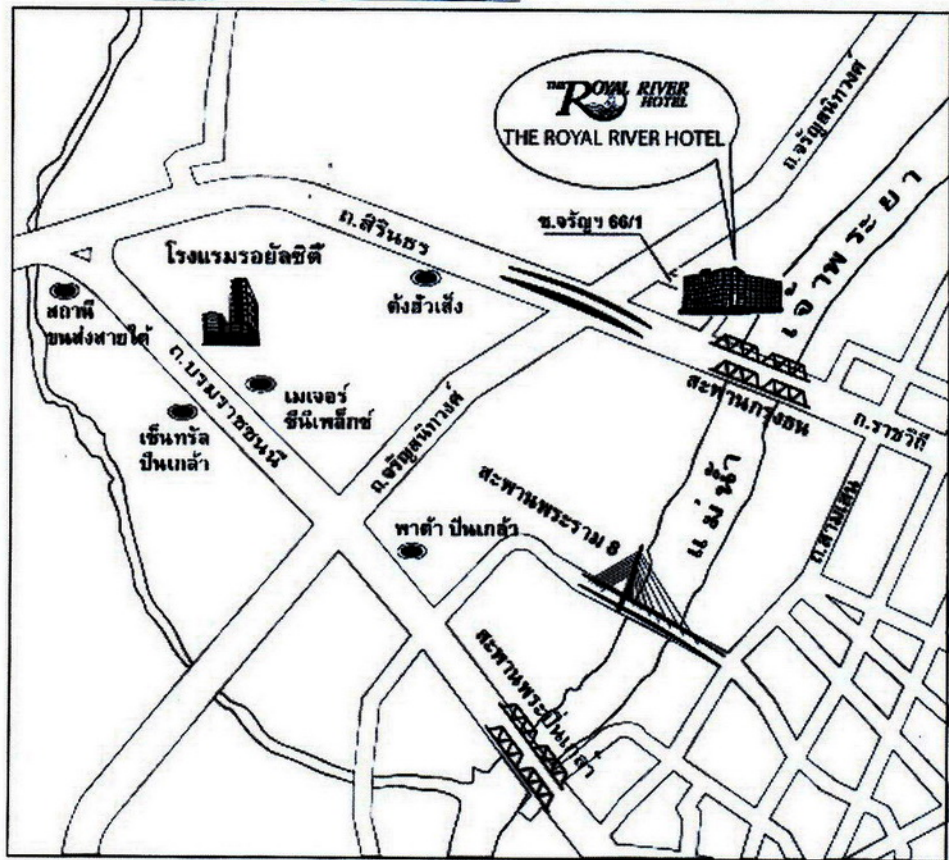 THE ROYAL RIVER
HOTEL
THE ROYAL RIVER HOTEL
ถ.จรัญสนิทวงศ์
ซ.จรัญฯ 66/1
ถ.สิรินธร
โรงแรมรอยัลซิตี้
ตั้งฮั่วเส็ง
สถานี
ขนส่งสายใต้
เจ้าพระยา
ถ.บรมราชชนนี
เมเจอร์
ซีนีเพล็กซ์
เซ็นทรัล
ปิ่นเกล้า
ถ.จรัญสนิทวงศ์
สะพานกรุงธน
ถ.ราชวิถี
แม่น้ำ
ถ.สามเสน
สะพานพระราม 8
พาต้า ปิ่นเกล้า
สะพานพระปิ่นเกล้า